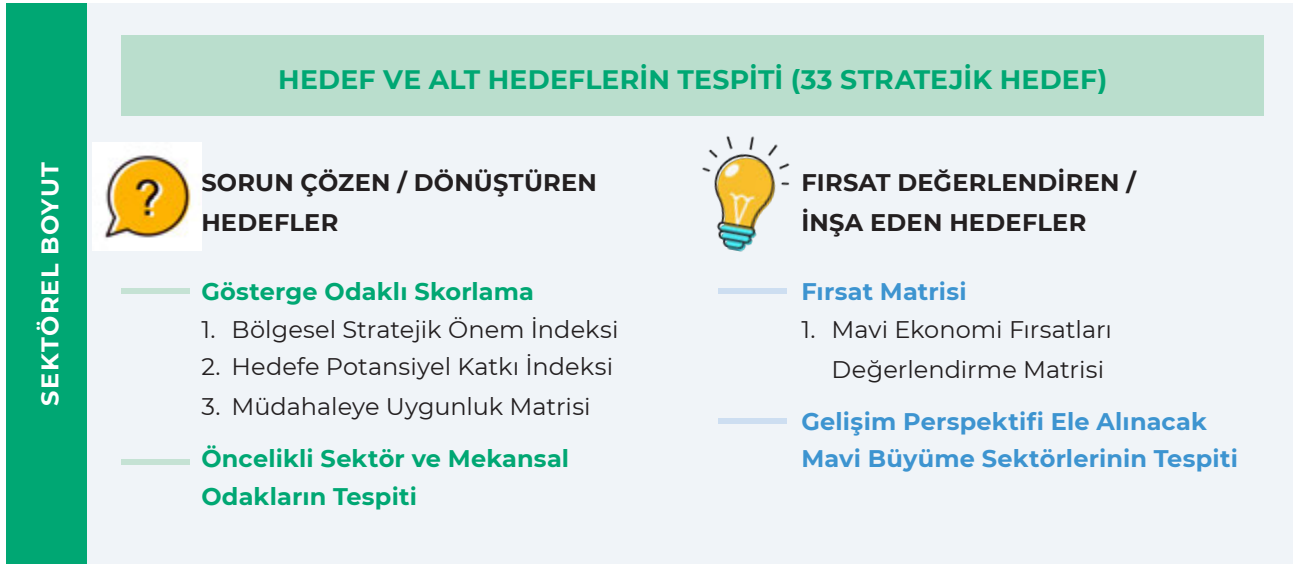 SEKTÖREL BOYUT
HEDEF VE ALT HEDEFLERİN TESPİTİ (33 STRATEJİK HEDEF)
?
SORUN ÇÖZEN / DÖNÜŞTÜREN
HEDEFLER
Gösterge Odaklı Skorlama
1. Bölgesel Stratejik Önem İndeksi
2. Hedefe Potansiyel Katkı İndeksi
3. Müdahaleye Uygunluk Matrisi
Öncelikli Sektör ve Mekansal
Odakların Tespiti
FIRSAT DEĞERLENDİREN /
İNŞA EDEN HEDEFLER
Fırsat Matrisi
1. Mavi Ekonomi Fırsatları
Değerlendirme Matrisi
Gelişim Perspektifi Ele Alınacak
Mavi Büyüme Sektörlerinin Tespiti